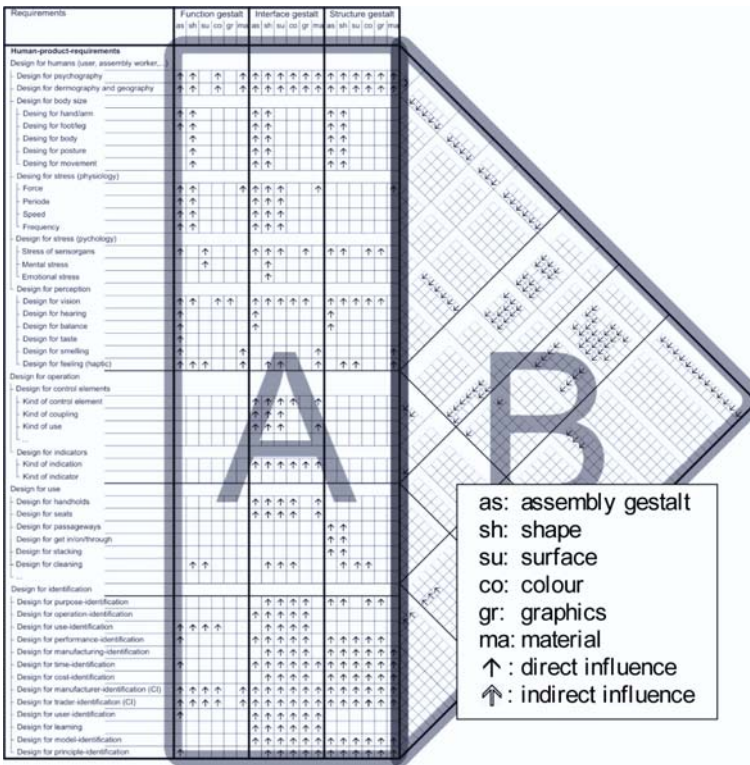 Requirements
Function gestalt Interface gestalt Structure gestalt
as sh su co gr ma as sh su co gr ma as sh su co gr ma
Human-product-requirements
Design for humans (user, assembly worker,...)
Design for psychography
Design for dermography and geography
Design for body size
Desing for hand/arm
Desing for foot/leg
Desing for body
Desing for posture
Desing for movement
Desing for stress (physiology)
Force
Periode
Speed
Frequency
Design for stress (pychology)
Stress of sensorgans
Mental stress
Emotional stress
Design for perception
Design for vision
Design for hearing
Design for balance
Design for taste
Design for smelling
Design for feeling (haptic)
Design for operation
Design for control elements
Kind of control element
Kind of coupling
Kind of use
...
Design for indicators
Kind of indication
Kind of indicator
Design for use
Design for handholds
Design for seats
Design for passageways
Design for get in/on/through
Design for stacking
Design for cleaning
...
Design for identification
Design for purpose-identification
Design for operation-identification
Design for use-identification
Design for performance-identification
Design for manufacturing-identification
Design for time-identification
Design for cost-identification
Design for manufacturer-identification (CI)
Design for trader-identification (CI)
Design for user-identification
Design for learning
Design for model-identification
Design for principle-identification
A
B
as: assembly gestalt
sh: shape
su: surface
co: colour
gr: graphics
ma: material
↑ : direct influence
⇑ : indirect influence